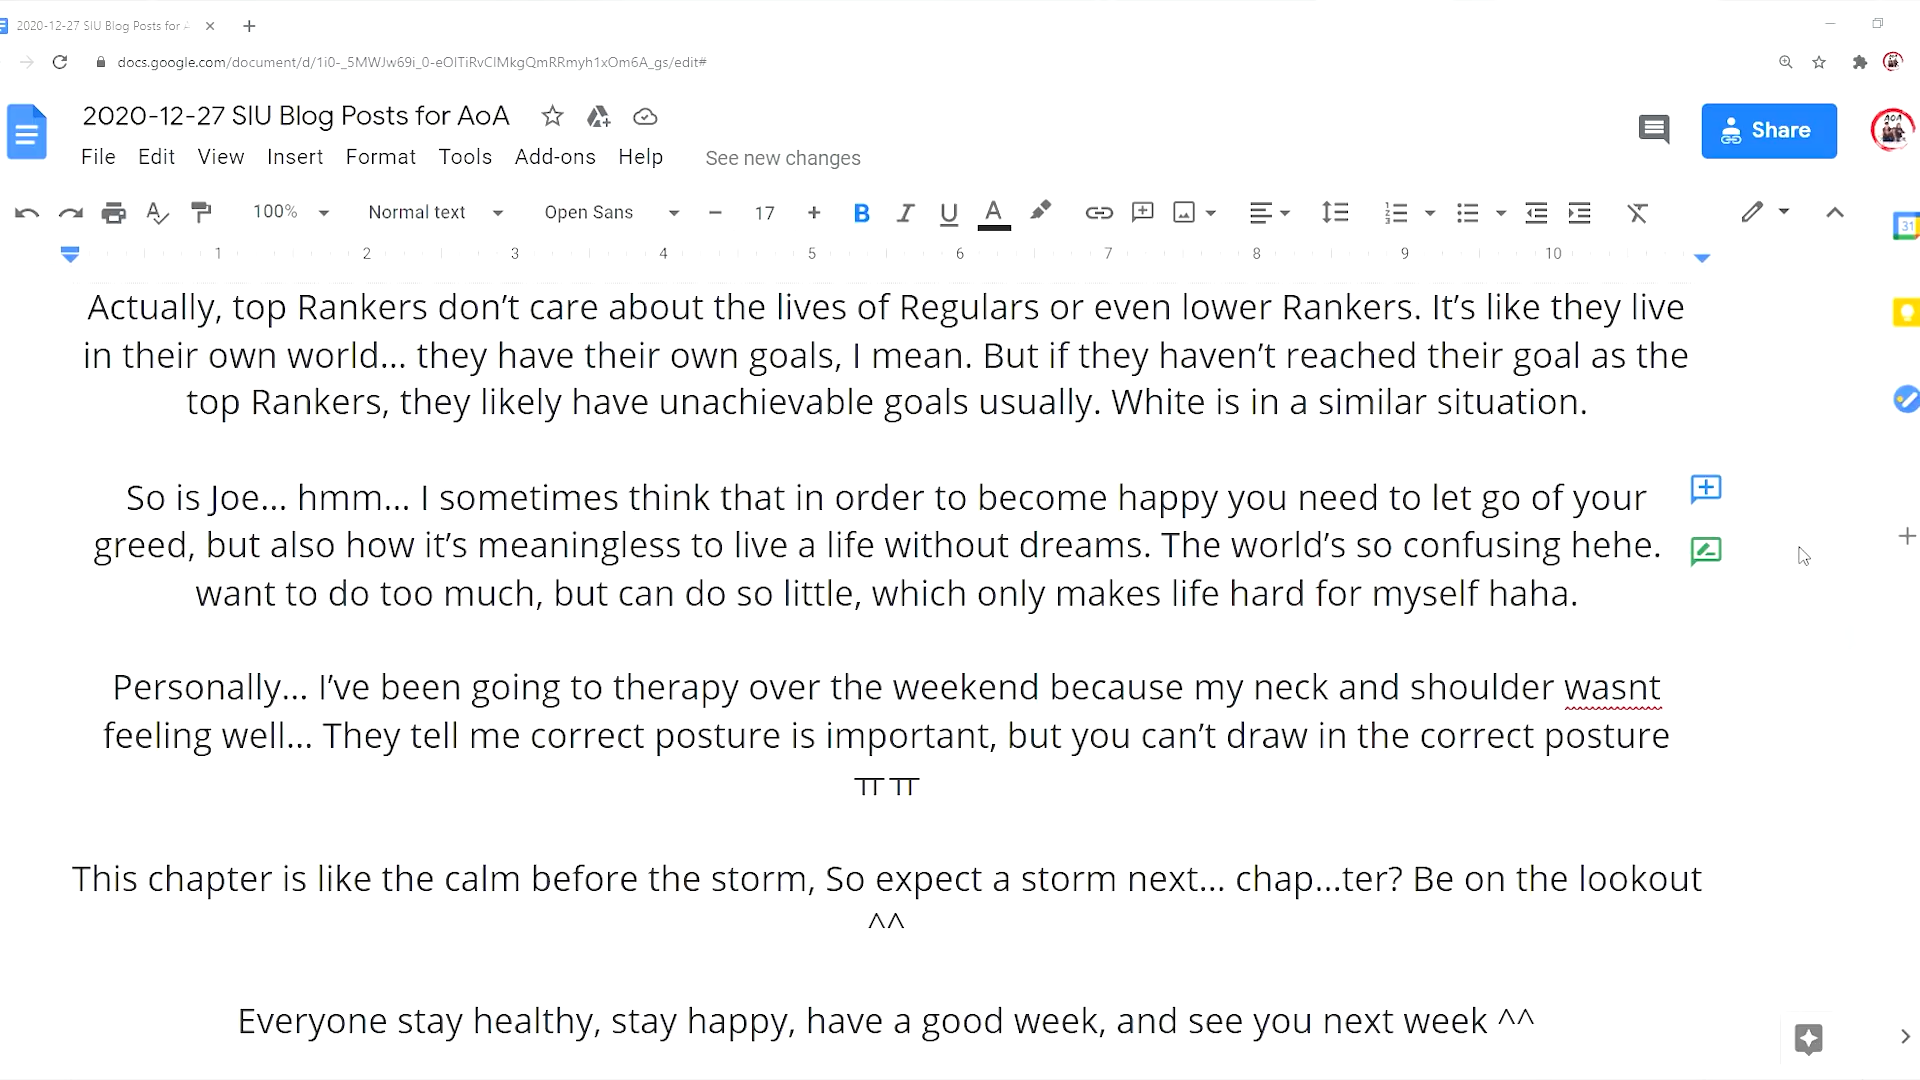 2020-12-27 SIU Blog Posts for A
docs.google.com/document/d/1i0-_5MWJw69i_0-eOITiRvCIMkgQmRRmyh1xOm6A_gs/edit#
2020-12-27 SIU Blog Posts for AoA
Share
File Edit View Insert Format Tools Add-ons Help See new changes
100% Normal text Open Sans - 17 + B I U A
31
1 2 3 4 5 6 7 8 9 10
Actually, top Rankers don't care about the lives of Regulars or even lower Rankers. It's like they live
in their own world... they have their own goals, I mean. But if they haven't reached their goal as the
top Rankers, they likely have unachievable goals usually. White is in a similar situation.
So is Joe... hmm... I sometimes think that in order to become happy you need to let go of your
greed, but also how it's meaningless to live a life without dreams. The world's so confusing hehe.
want to do too much, but can do so little, which only makes life hard for myself haha.
Personally... I've been going to therapy over the weekend because my neck and shoulder wasnt
feeling well... They tell me correct posture is important, but you can't draw in the correct posture
ㅠㅠ
This chapter is like the calm before the storm, So expect a storm next... chap...ter? Be on the lookout
^^
Everyone stay healthy, stay happy, have a good week, and see you next week ^^